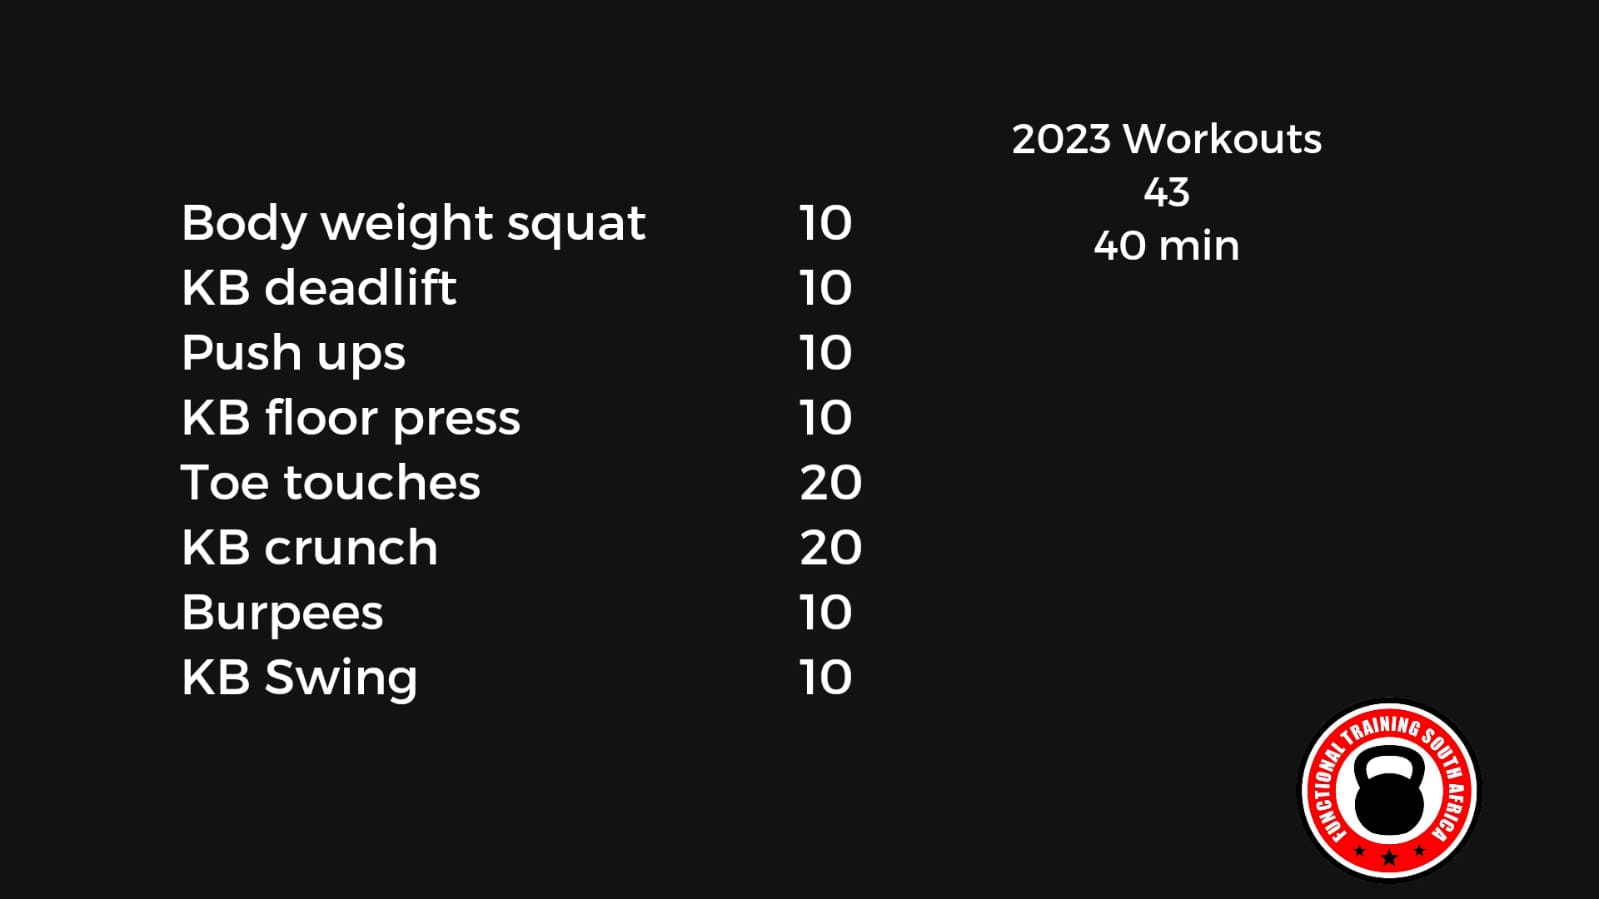 2023 Workouts
43
40 min
Body weight squat 10
KB deadlift 10
Push ups 10
KB floor press 10
Toe touches 20
KB crunch 20
Burpees 10
KB Swing 10
FUNCTIONAL TRAINING SOUTH AFRICA